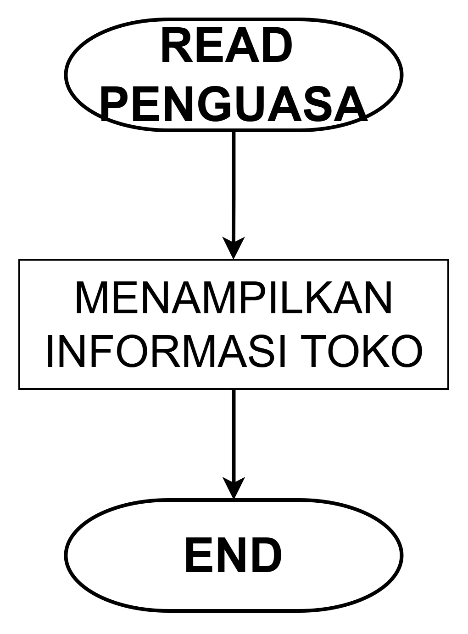 READ
PENGUASA
MENAMPILKAN
INFORMASI TOKO
END